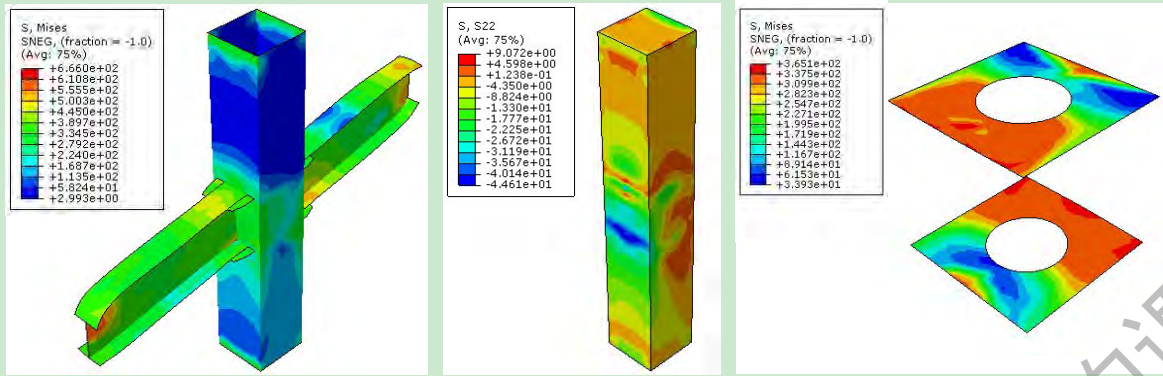 S, Mises
SNEG, (fraction = -1.0)
(Avg: 75%)
+6.660e+02
+6.108e+02
+5.555e+02
+5.003e+02
+4.450e+02
+3.897e+02
+3.345e+02
+2.792e+02
+2.240e+02
+1.687e+02
+1.135e+02
+5.824e+01
+2.993e+00
S, S22
(Avg: 75%)
+9.072e+00
+4.598e+00
+1.238e-01
-4.350e+00
-8.824e+00
-1.330e+01
-1.777e+01
-2.225e+01
-2.672e+01
-3.119e+01
-3.567e+01
-4.014e+01
-4.461e+01
S, Mises
SNEG, (fraction = -1.0)
(Avg: 75%)
+3.651e+02
+3.375e+02
+3.099e+02
+2.823e+02
+2.547e+02
+2.271e+02
+1.995e+02
+1.719e+02
+1.443e+02
+1.167e+02
+8.914e+01
+6.153e+01
+3.393e+01